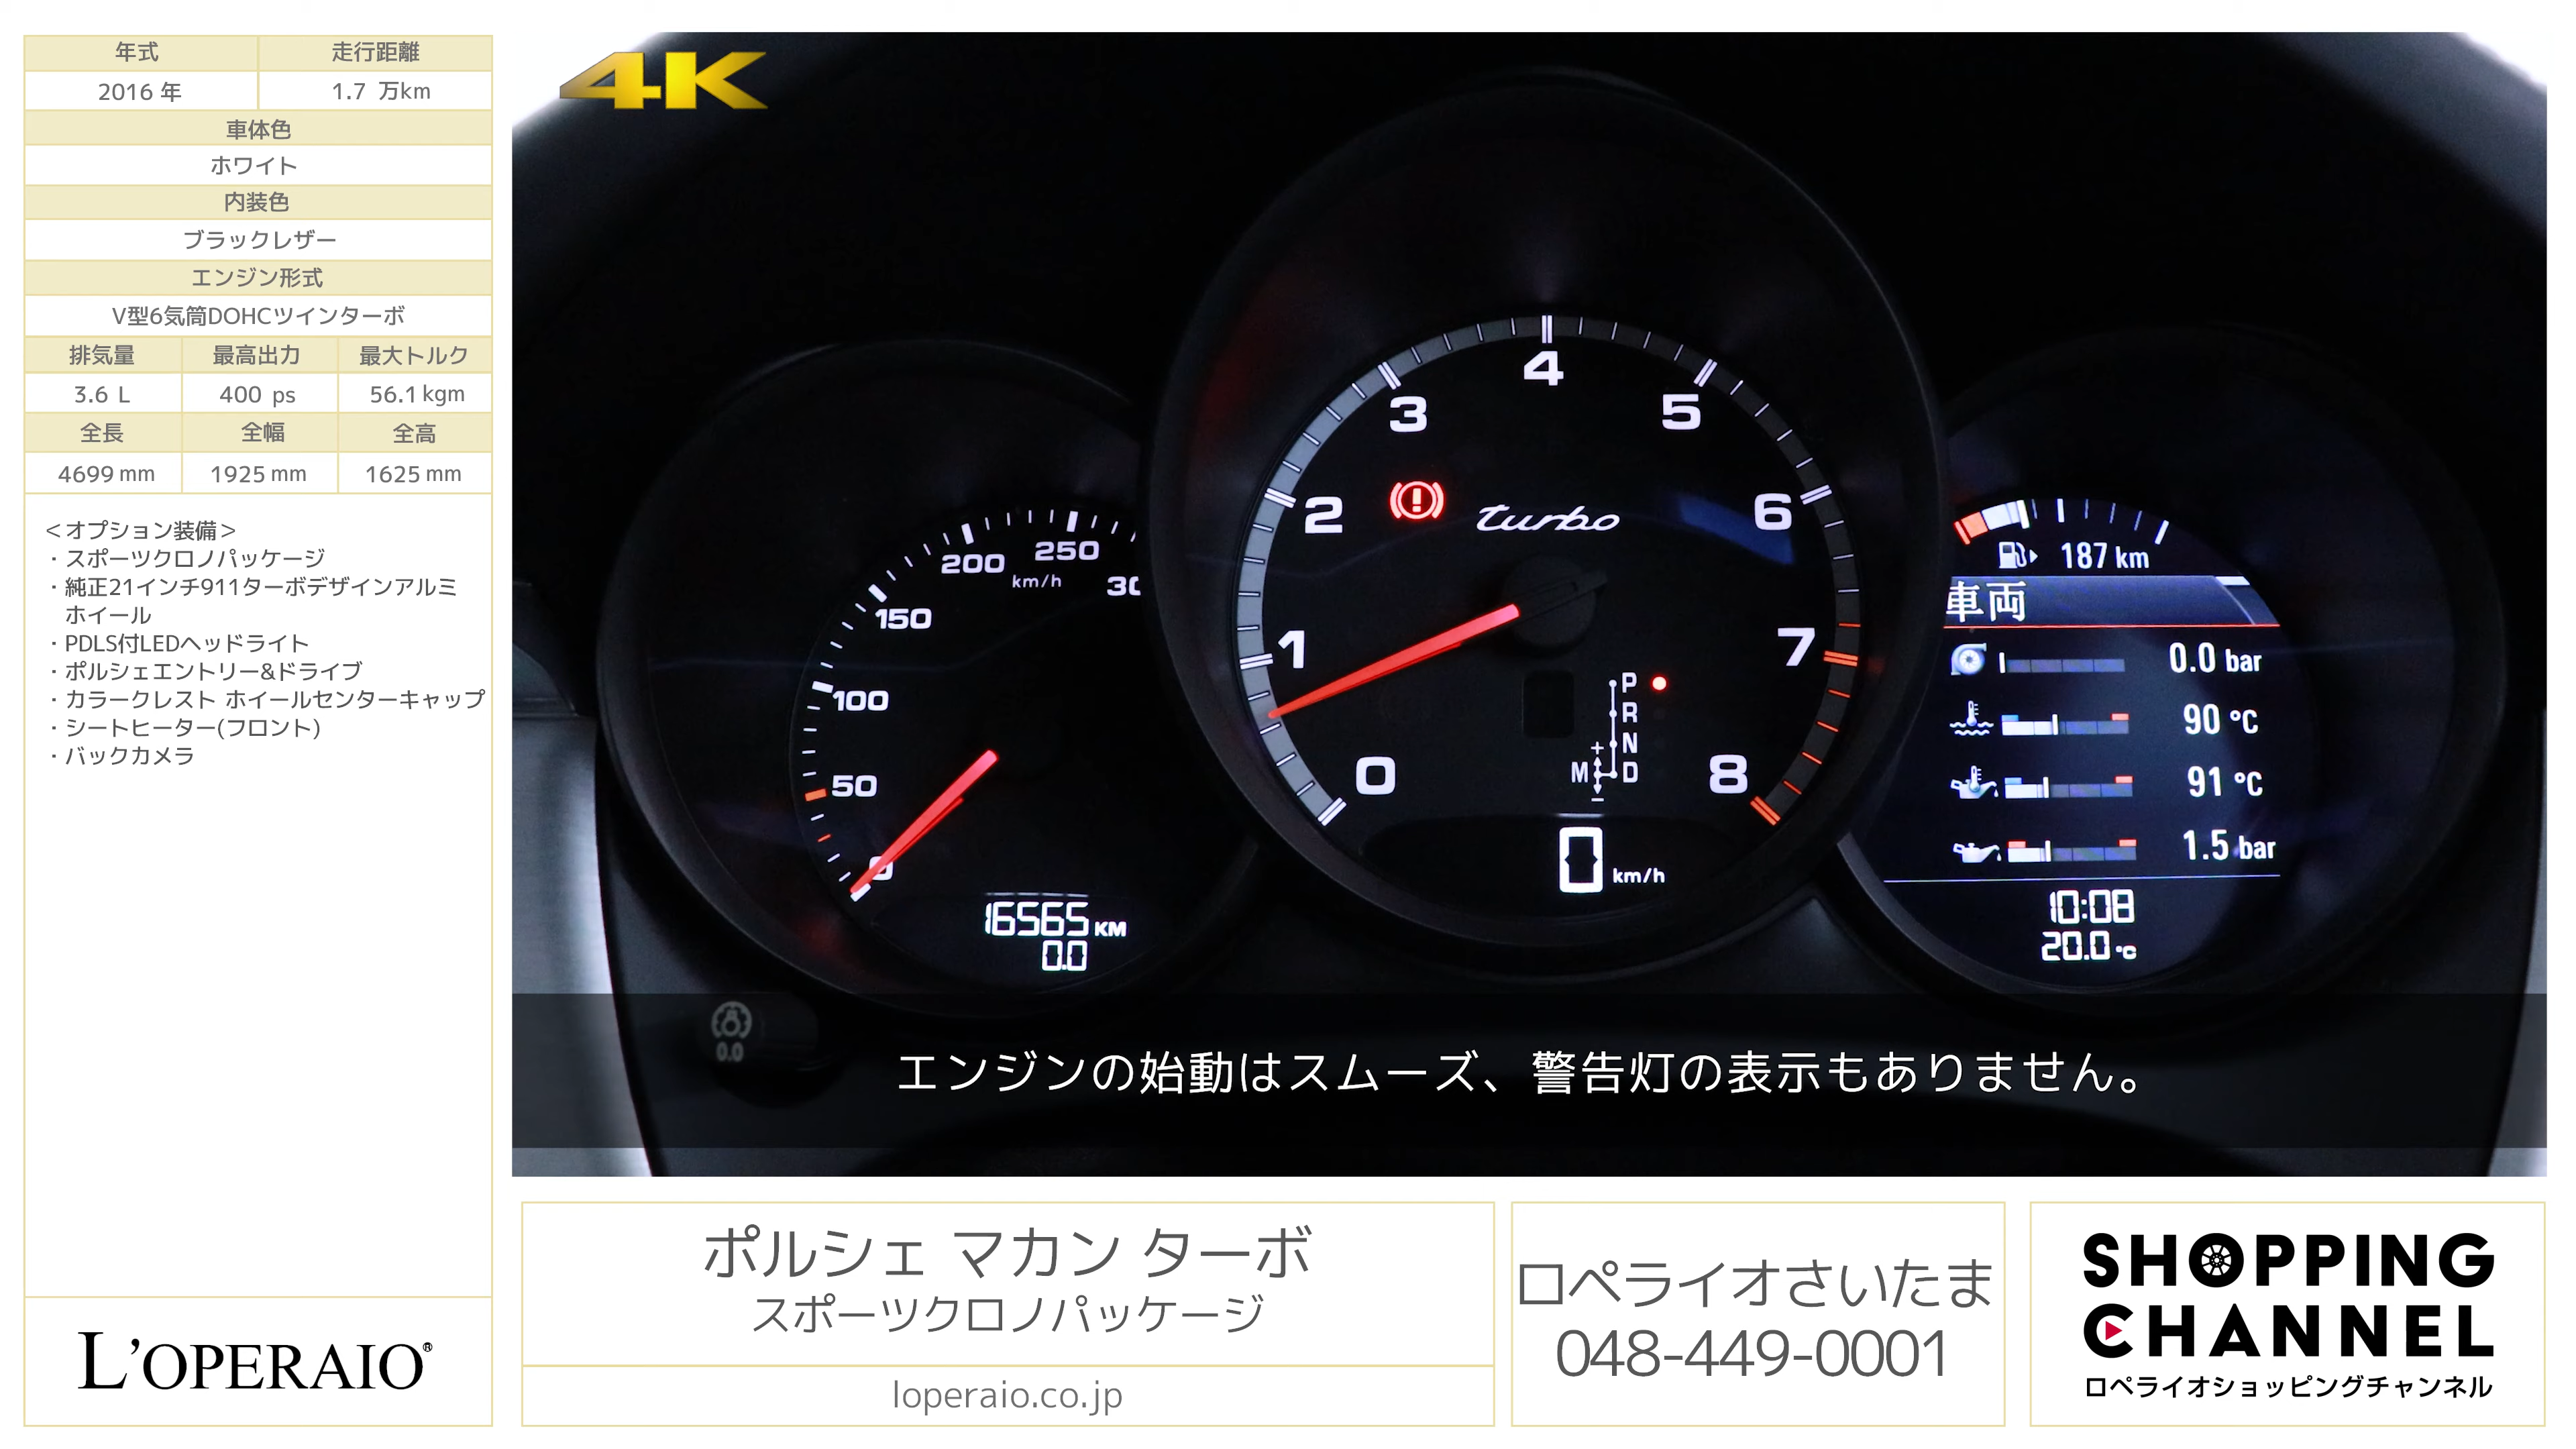 年式 走行距離
2016 年 1.7 万km
車体色
ホワイト
内装色
ブラックレザー
エンジン形式
V型6気筒DOHCツインターボ
排気量 最高出力 最大トルク
3.6 L 400 ps 56.1 kgm
全長 全幅 全高
4699 mm 1925 mm 1625 mm
＜オプション装備＞
・スポーツクロノパッケージ
・純正21インチ911ターボデザインアルミ
ホイール
・PDLS付LEDヘッドライト
・ポルシェエントリー&ドライブ
・カラークレスト ホイールセンターキャップ
・シートヒーター(フロント)
・バックカメラ
L'OPERAIO®
4K
0
50
100
150
200
250
30
km/h
16565 KM
0.0
0.0
0
1
2
3
4
5
6
7
8
turbo
P
R
N
+
M D
−
0 km/h
187 km
車両
0.0 bar
90 °C
91 °C
1.5 bar
10:08
20.0 °C
エンジンの始動はスムーズ、警告灯の表示もありません。
ポルシェ マカン ターボ
スポーツクロノパッケージ
loperaio.co.jp
ロペライオさいたま
048-449-0001
SHOPPING
CHANNEL
ロペライオショッピングチャンネル